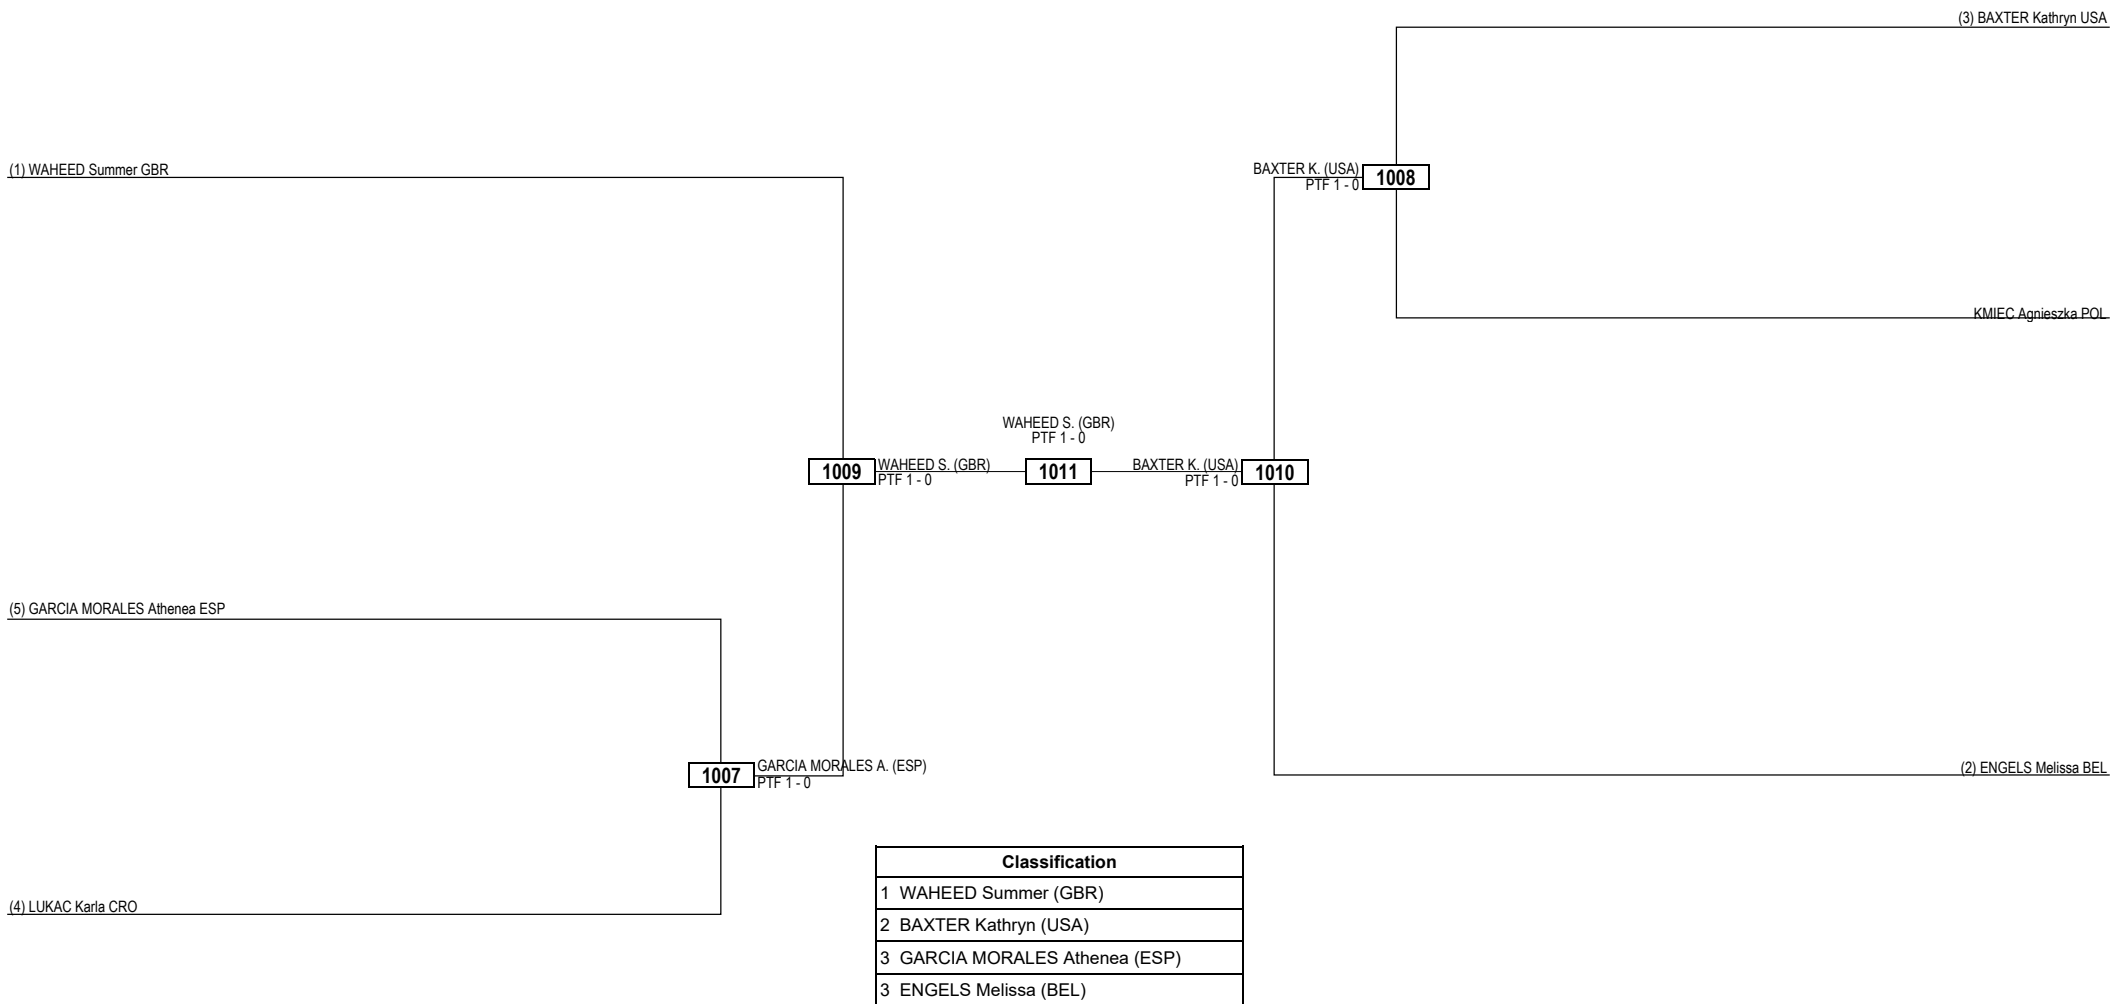 (3) BAXTER Kathryn USA
(1) WAHEED Summer GBR
BAXTER K. (USA)
PTF 1 - 0
1008
KMIEC Agnieszka POL
WAHEED S. (GBR)
PTF 1 - 0
1009
WAHEED S. (GBR)
PTF 1 - 0
1011
BAXTER K. (USA)
PTF 1 - 0
1010
(5) GARCIA MORALES Athenea ESP
1007
GARCIA MORALES A. (ESP)
PTF 1 - 0
(2) ENGELS Melissa BEL
(4) LUKAC Karla CRO
Classification
1 WAHEED Summer (GBR)
2 BAXTER Kathryn (USA)
3 GARCIA MORALES Athenea (ESP)
3 ENGELS Melissa (BEL)